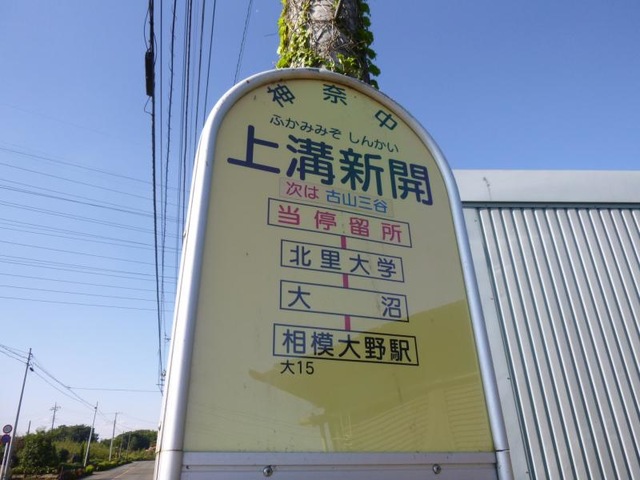 神奈中
ふかみみぞ しんかい
上溝新開
次は 古山三谷
当停留所
北里大学
大沼
相模大野駅
大15